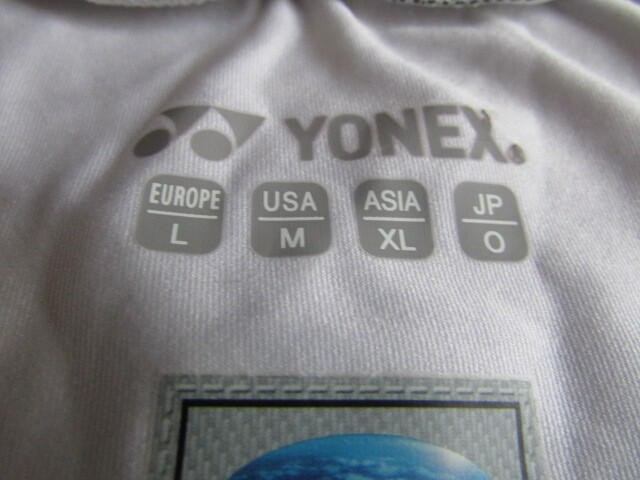 YONEX®
EUROPE USA ASIA JP
L M XL O